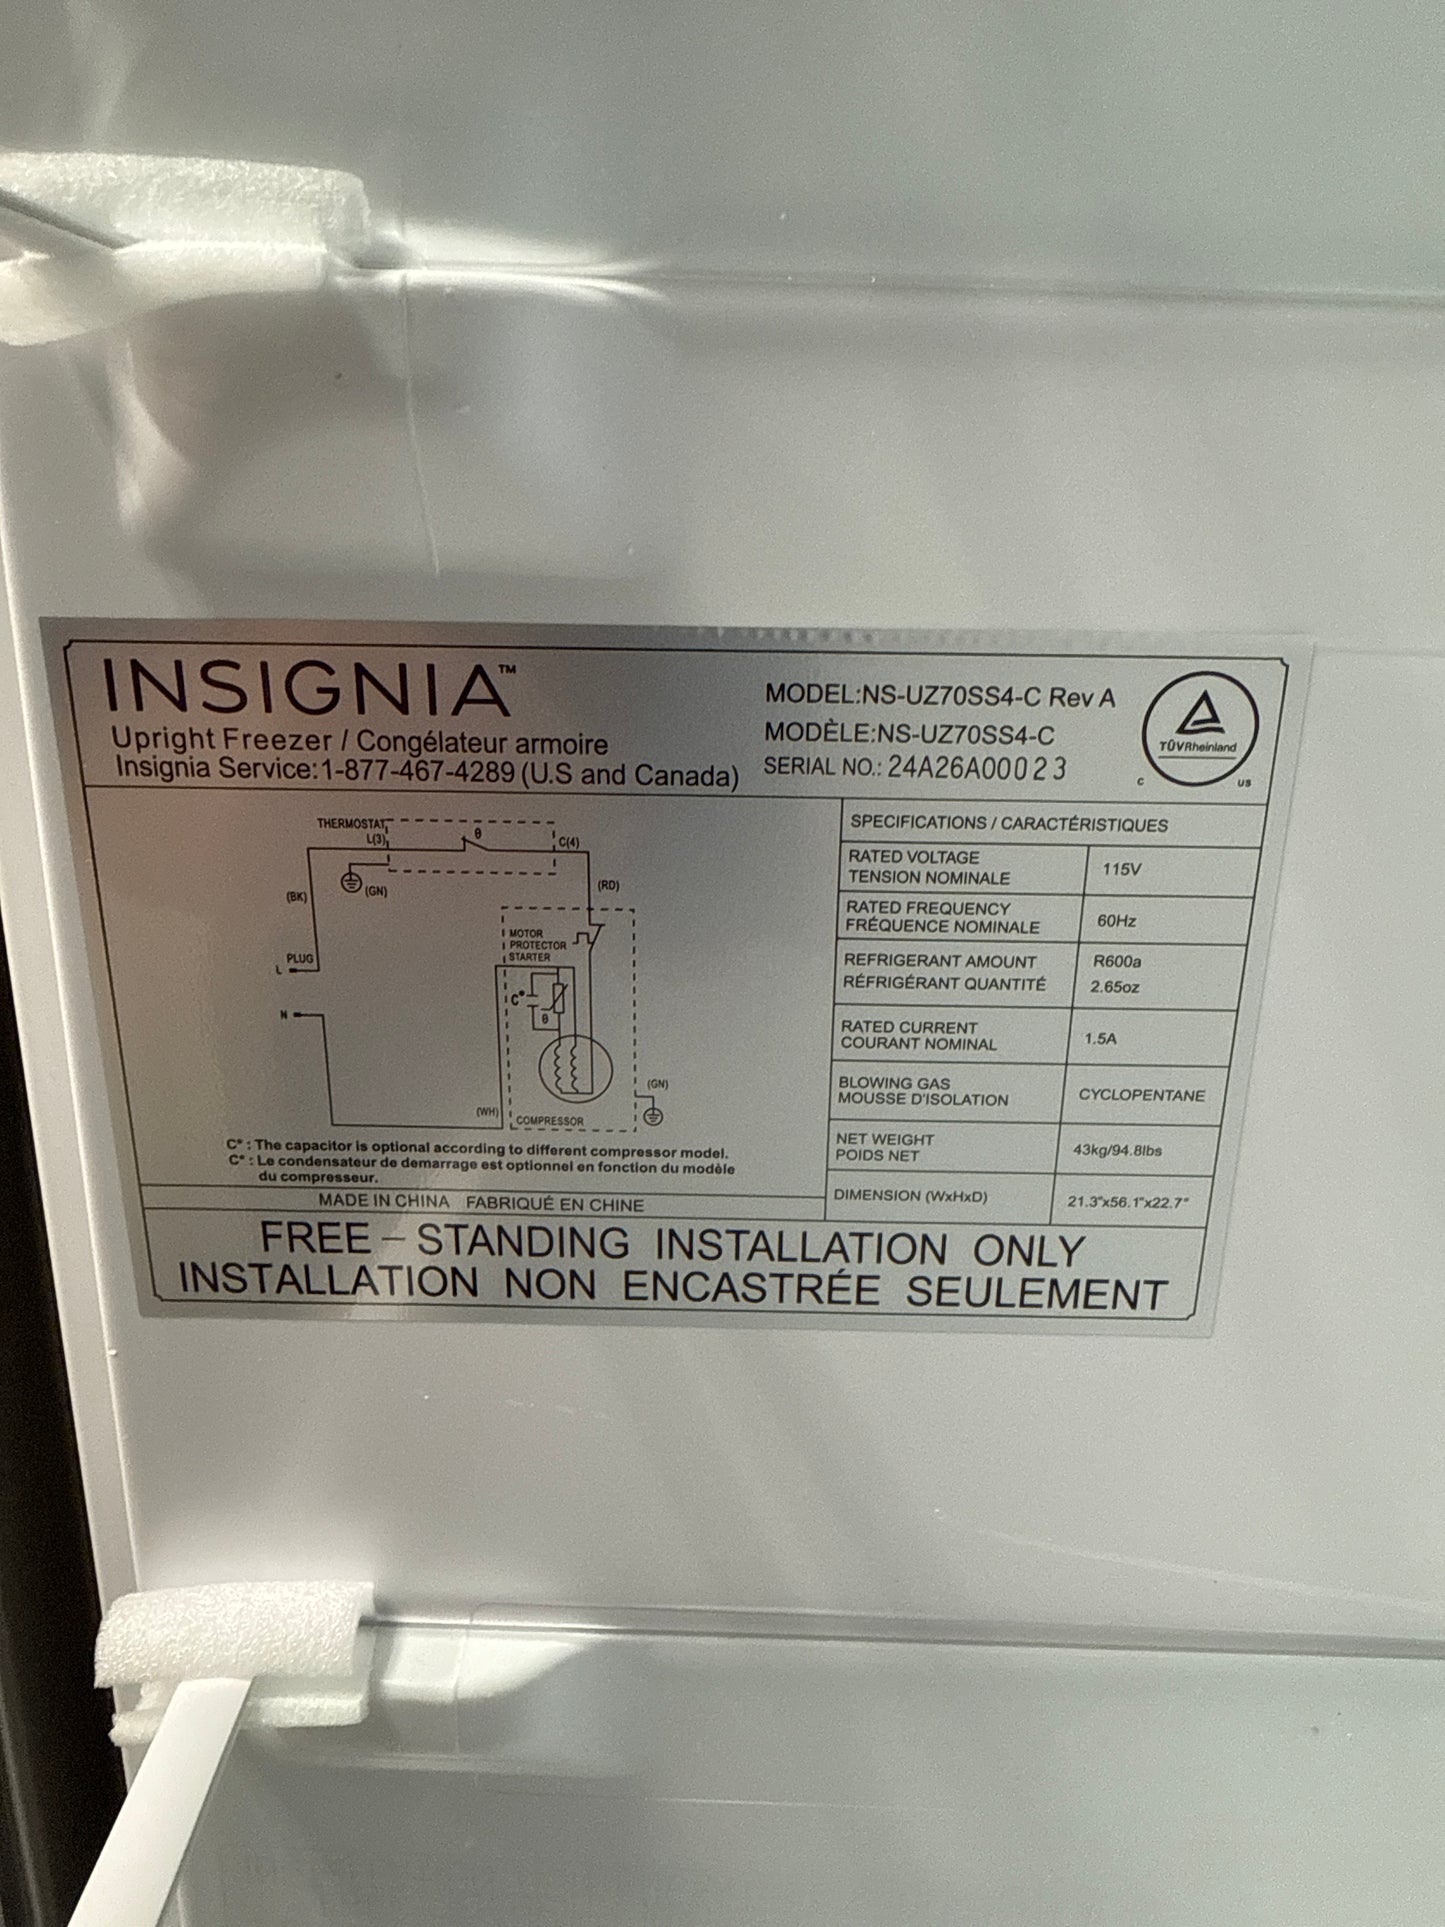 INSIGNIA™
Upright Freezer / Congélateur armoire
Insignia Service:1-877-467-4289 (U.S and Canada)
MODEL:NS-UZ70SS4-C Rev A
MODÈLE:NS-UZ70SS4-C
SERIAL NO.: 24A26A00023
TÜVRheinland
C US
THERMOSTAT
L(3)
θ
C(4)
(GN)
(BK)
(RD)
PLUG
L
N
MOTOR
PROTECTOR
STARTER
C*
θ
(GN)
(WH)
COMPRESSOR
C* : The capacitor is optional according to different compressor model.
C* : Le condensateur de demarrage est optionnel en fonction du modèle
du compresseur.
MADE IN CHINA FABRIQUÉ EN CHINE
SPECIFICATIONS / CARACTÉRISTIQUES
RATED VOLTAGE
TENSION NOMINALE
115V
RATED FREQUENCY
FRÉQUENCE NOMINALE
60Hz
REFRIGERANT AMOUNT
RÉFRIGÉRANT QUANTITÉ
R600a
2.65oz
RATED CURRENT
COURANT NOMINAL
1.5A
BLOWING GAS
MOUSSE D'ISOLATION
CYCLOPENTANE
NET WEIGHT
POIDS NET
43kg/94.8lbs
DIMENSION (WxHxD)
21.3"x56.1"x22.7"
FREE – STANDING INSTALLATION ONLY
INSTALLATION NON ENCASTRÉE SEULEMENT